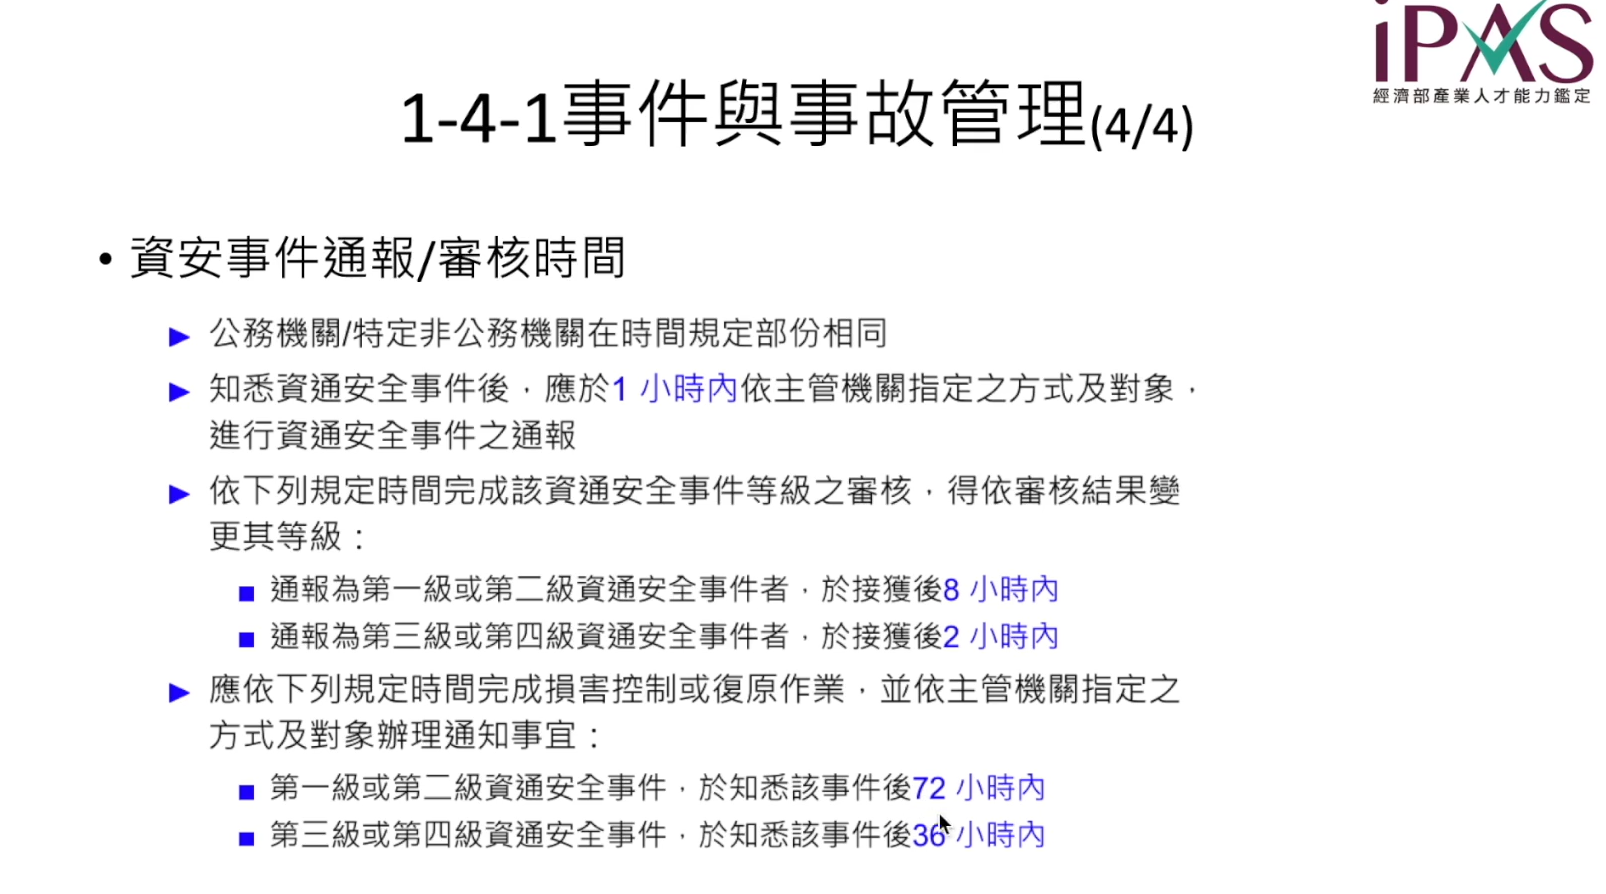 iPAS
經濟部產業人才能力鑑定
1-4-1事件與事故管理(4/4)
• 資安事件通報/審核時間
► 公務機關/特定非公務機關在時間規定部份相同
► 知悉資通安全事件後，應於1 小時內依主管機關指定之方式及對象，
進行資通安全事件之通報
► 依下列規定時間完成該資通安全事件等級之審核，得依審核結果變
更其等級：
■ 通報為第一級或第二級資通安全事件者，於接獲後8 小時內
■ 通報為第三級或第四級資通安全事件者，於接獲後2 小時內
► 應依下列規定時間完成損害控制或復原作業，並依主管機關指定之
方式及對象辦理通知事宜：
■ 第一級或第二級資通安全事件，於知悉該事件後72 小時內
■ 第三級或第四級資通安全事件，於知悉該事件後36 小時內